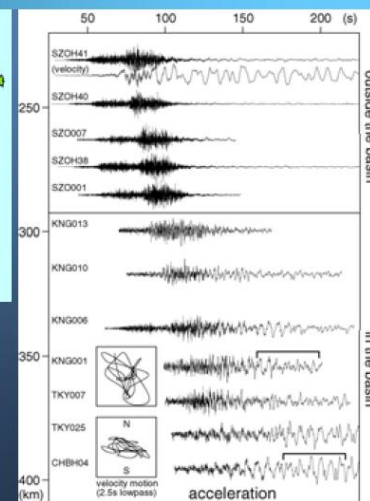 50 100 150 200 (s)
SZOH41
(velocity)
SZOH40
250
SZO007
SZOH38
SZO001
outside the basin
300
KNG013
KNG010
KNG006
350
KNG001
TKY007
TKY025
CHBH04
N
S
velocity motion
(2.5s lowpass)
400
(km)
acceleration
in the basin